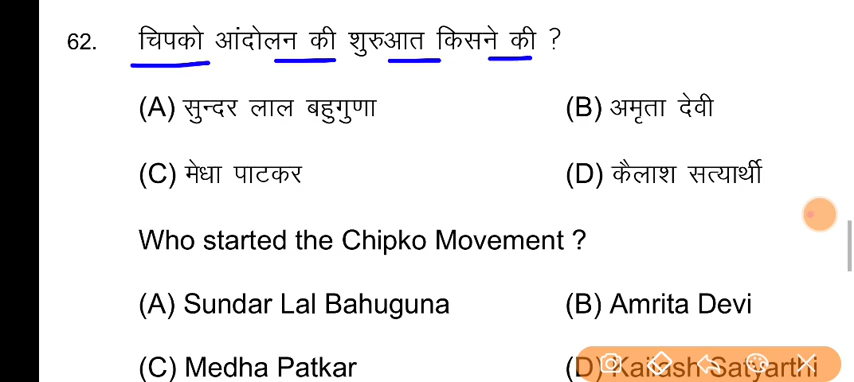 62. चिपको आंदोलन की शुरुआत किसने की ?
(A) सुन्दर लाल बहुगुणा (B) अमृता देवी
(C) मेधा पाटकर (D) कैलाश सत्यार्थी
Who started the Chipko Movement ?
(A) Sundar Lal Bahuguna (B) Amrita Devi
(C) Medha Patkar (D) Kailash Satyarthi